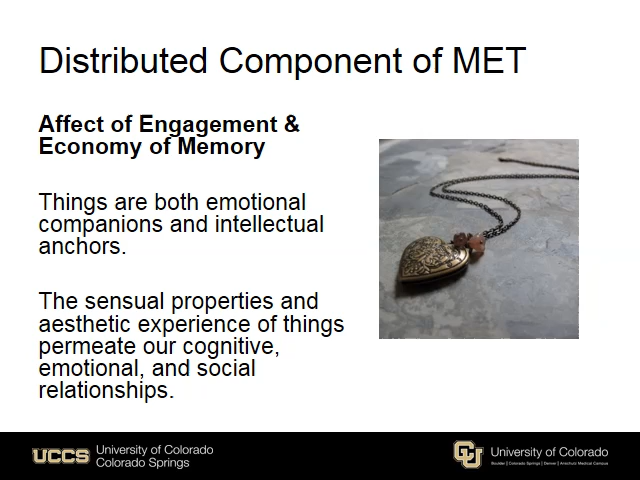 Distributed Component of MET
Affect of Engagement &
Economy of Memory
Things are both emotional
companions and intellectual
anchors.
The sensual properties and
aesthetic experience of things
permeate our cognitive,
emotional, and social
relationships.
UCCS
University of Colorado
Colorado Springs
CU
University of Colorado
Boulder | Colorado Springs | Denver | Anschutz Medical Campus